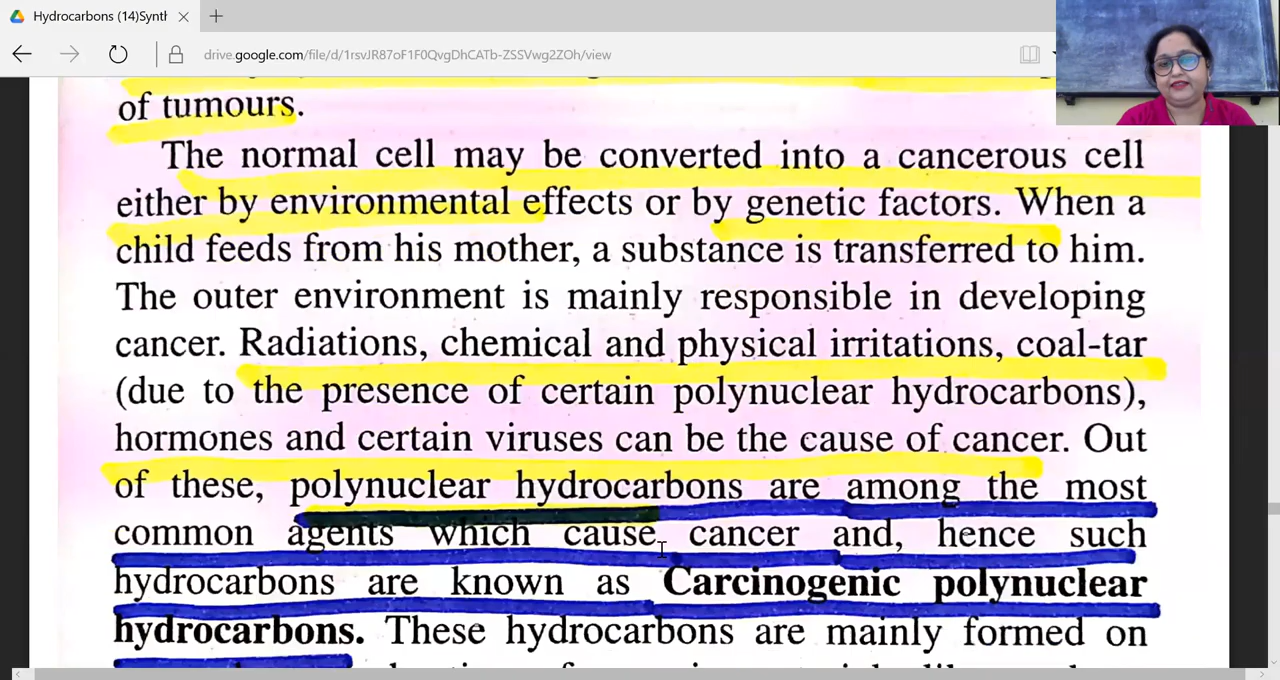 Hydrocarbons (14)Synth
drive.google.com/file/d/1rsvJR87oF1F0QvgDhCATb-ZSSVwg2ZOh/view
of tumours.
The normal cell may be converted into a cancerous cell
either by environmental effects or by genetic factors. When a
child feeds from his mother, a substance is transferred to him.
The outer environment is mainly responsible in developing
cancer. Radiations, chemical and physical irritations, coal-tar
(due to the presence of certain polynuclear hydrocarbons),
hormones and certain viruses can be the cause of cancer. Out
of these, polynuclear hydrocarbons are among the most
common agents which cause cancer and, hence such
hydrocarbons are known as Carcinogenic polynuclear
hydrocarbons. These hydrocarbons are mainly formed on